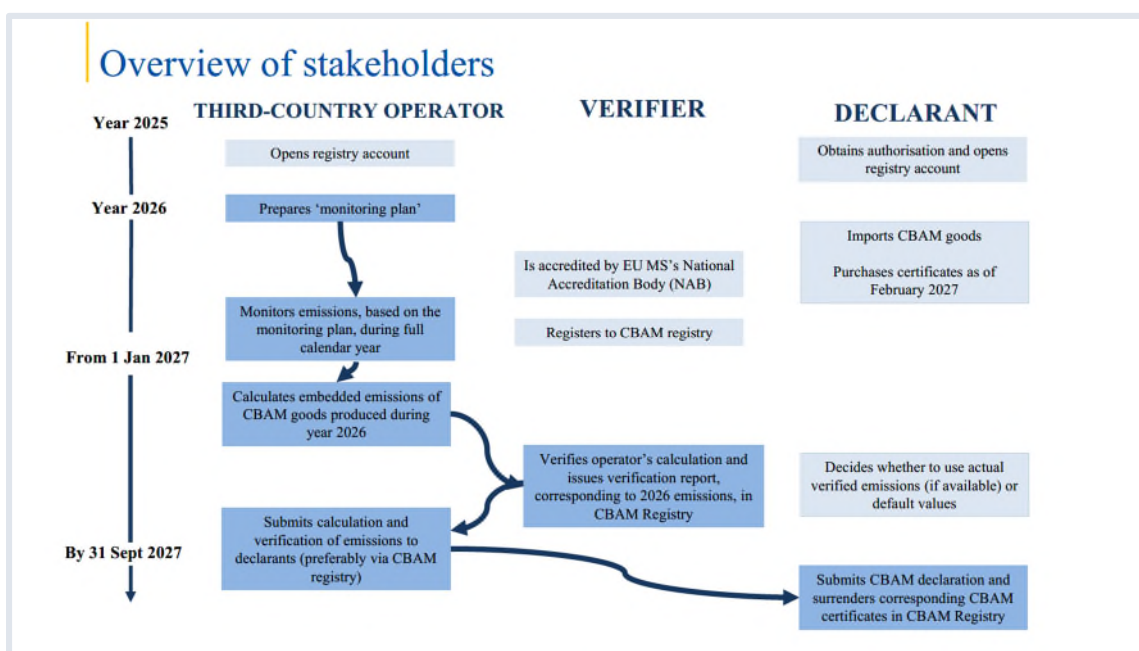 Overview of stakeholders
THIRD-COUNTRY OPERATOR
VERIFIER
DECLARANT
Year 2025
Opens registry account
Obtains authorisation and opens
registry account
Year 2026
Prepares ‘monitoring plan’
Imports CBAM goods
Purchases certificates as of
February 2027
Is accredited by EU MS’s National
Accreditation Body (NAB)
Monitors emissions, based on the
monitoring plan, during full
calendar year
Registers to CBAM registry
From 1 Jan 2027
Calculates embedded emissions of
CBAM goods produced during
year 2026
Verifies operator’s calculation and
issues verification report,
corresponding to 2026 emissions, in
CBAM Registry
Decides whether to use actual
verified emissions (if available) or
default values
Submits calculation and
verification of emissions to
declarants (preferably via CBAM
registry)
By 31 Sept 2027
Submits CBAM declaration and
surrenders corresponding CBAM
certificates in CBAM Registry